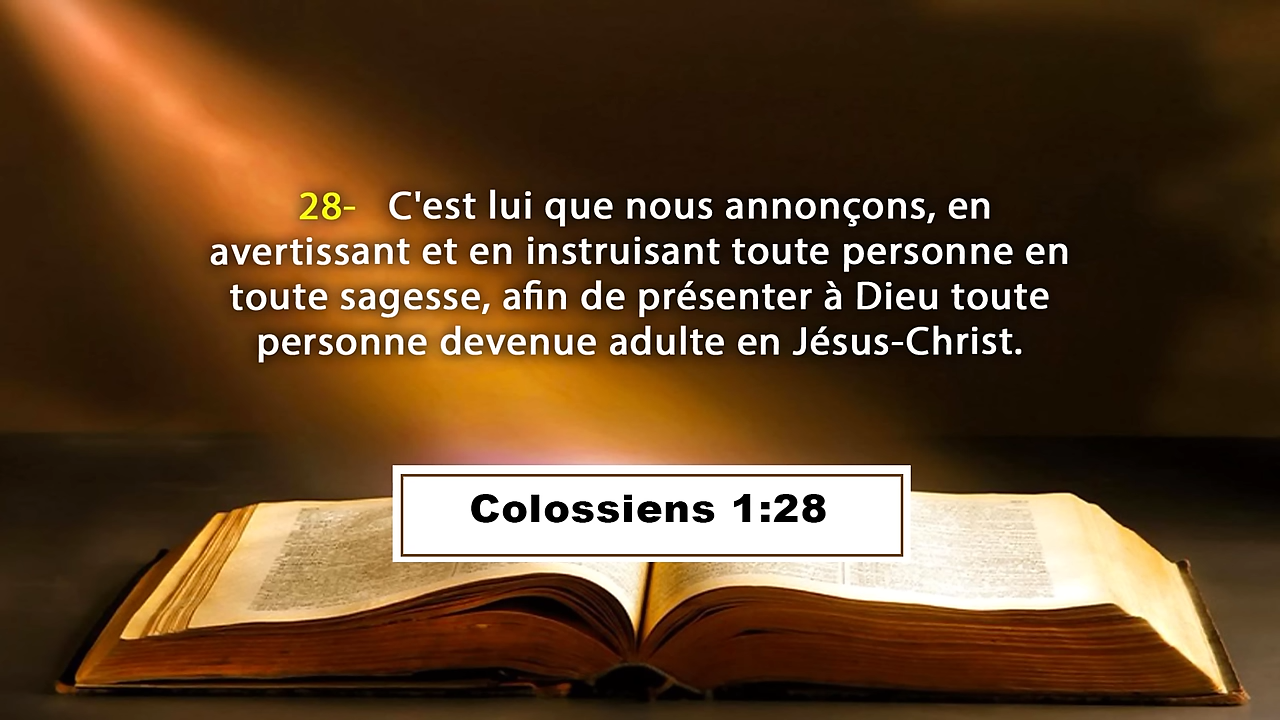 28- C'est lui que nous annonçons, en
avertissant et en instruisant toute personne en
toute sagesse, afin de présenter à Dieu toute
personne devenue adulte en Jésus-Christ.
Colossiens 1:28